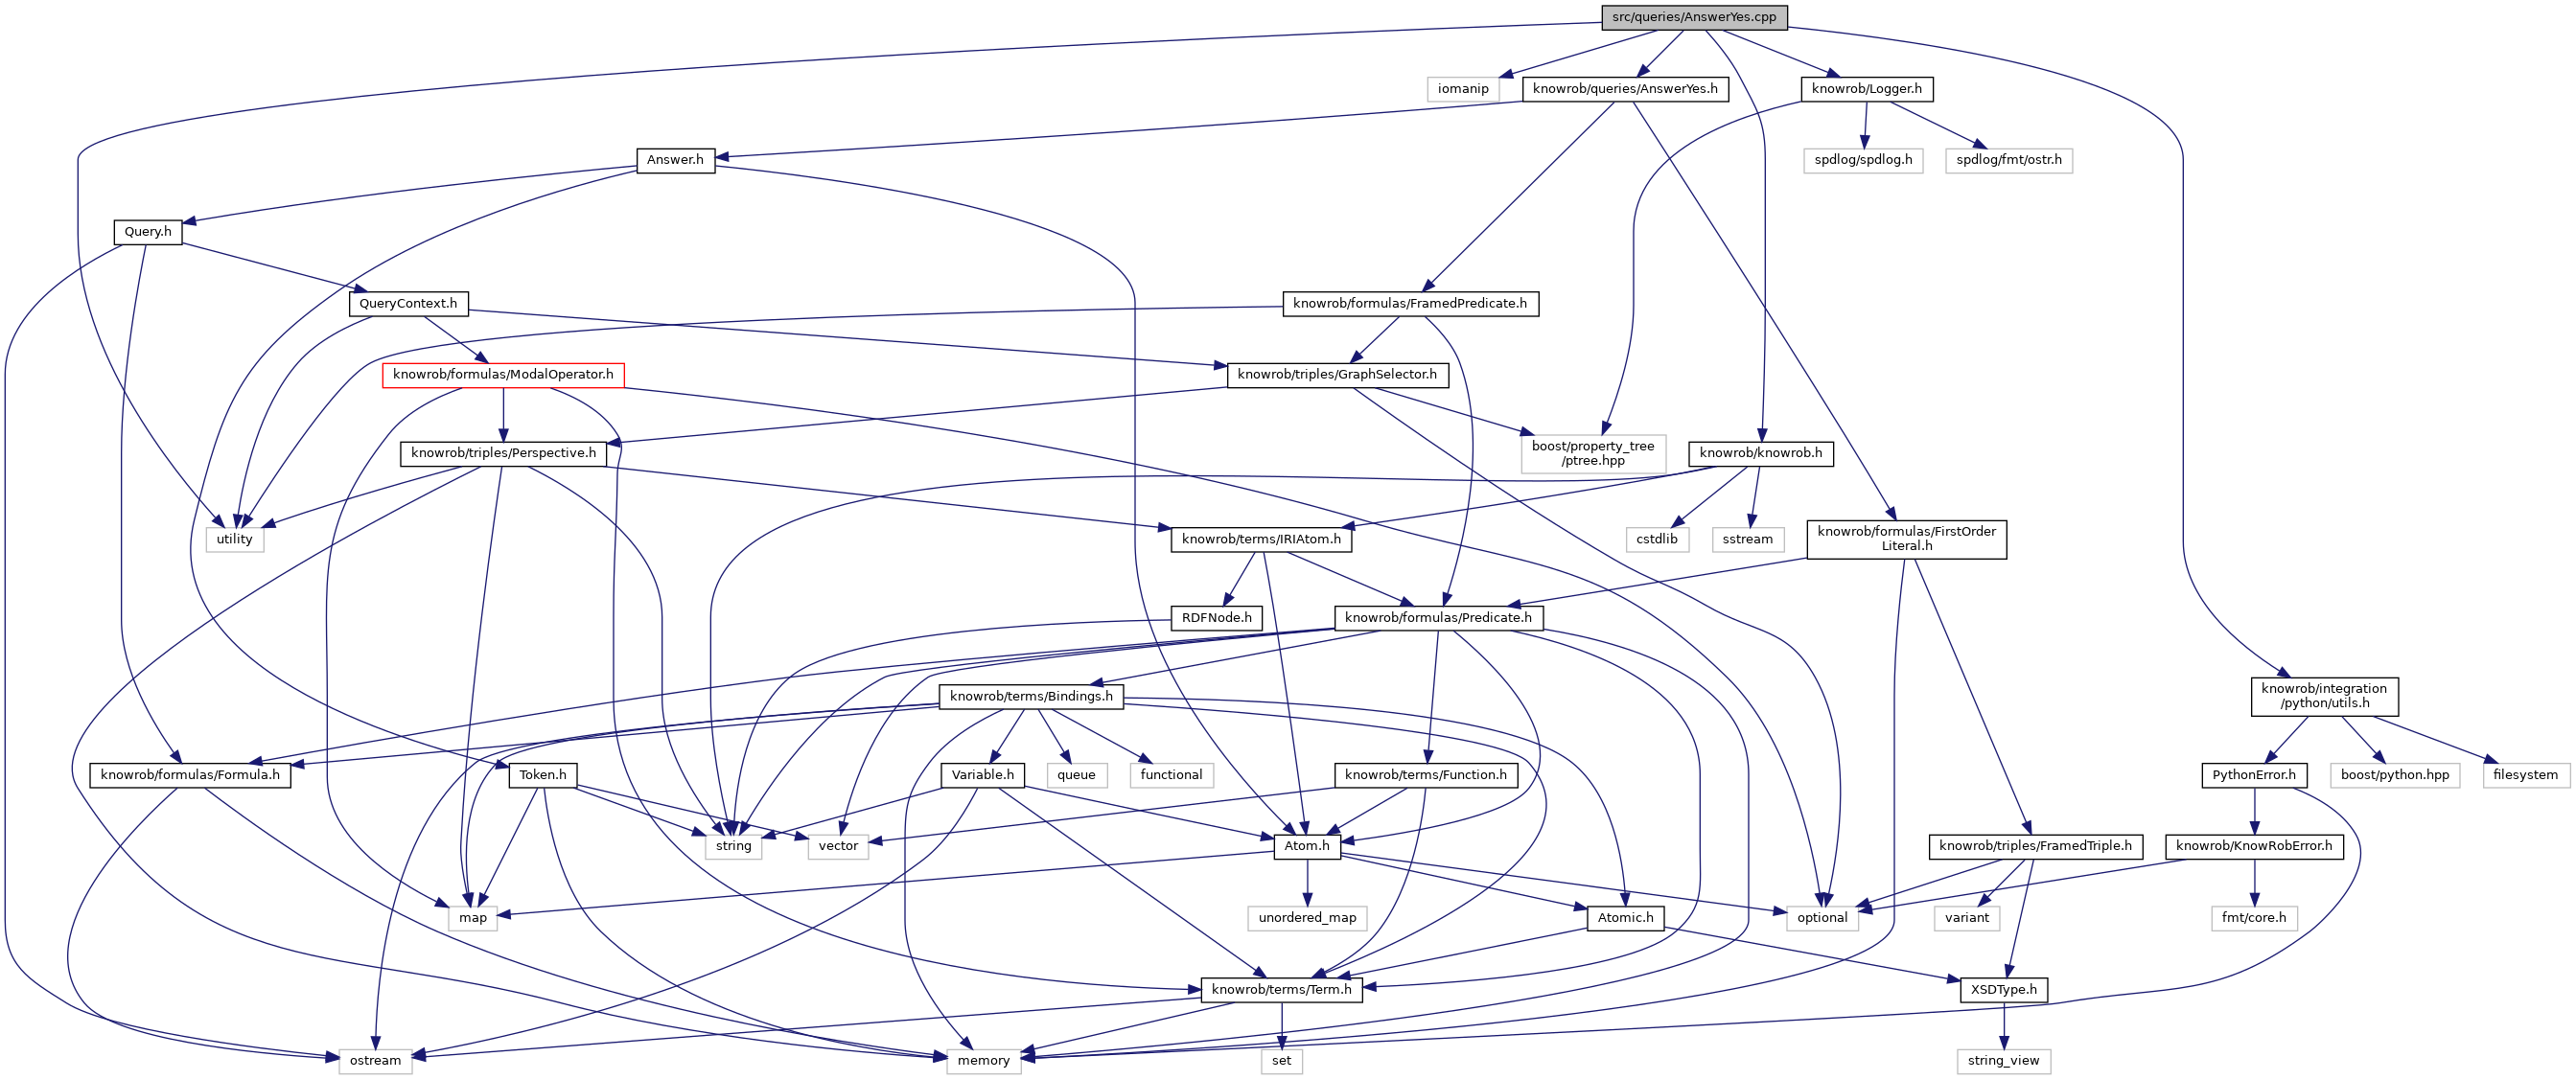 src/queries/AnswerYes.cpp
iomanip
knowrob/queries/AnswerYes.h
knowrob/Logger.h
Answer.h
spdlog/spdlog.h
spdlog/fmt/ostr.h
Query.h
QueryContext.h
knowrob/formulas/FramedPredicate.h
knowrob/formulas/ModalOperator.h
knowrob/triples/GraphSelector.h
knowrob/triples/Perspective.h
boost/property_tree
/ptree.hpp
knowrob/knowrob.h
utility
knowrob/terms/IRIAtom.h
cstdlib
sstream
knowrob/formulas/FirstOrder
Literal.h
RDFNode.h
knowrob/formulas/Predicate.h
knowrob/terms/Bindings.h
knowrob/integration
/python/utils.h
knowrob/formulas/Formula.h
Token.h
Variable.h
queue
functional
knowrob/terms/Function.h
PythonError.h
boost/python.hpp
filesystem
string
vector
Atom.h
knowrob/triples/FramedTriple.h
knowrob/KnowRobError.h
map
unordered_map
Atomic.h
optional
variant
fmt/core.h
knowrob/terms/Term.h
XSDType.h
ostream
memory
set
string_view